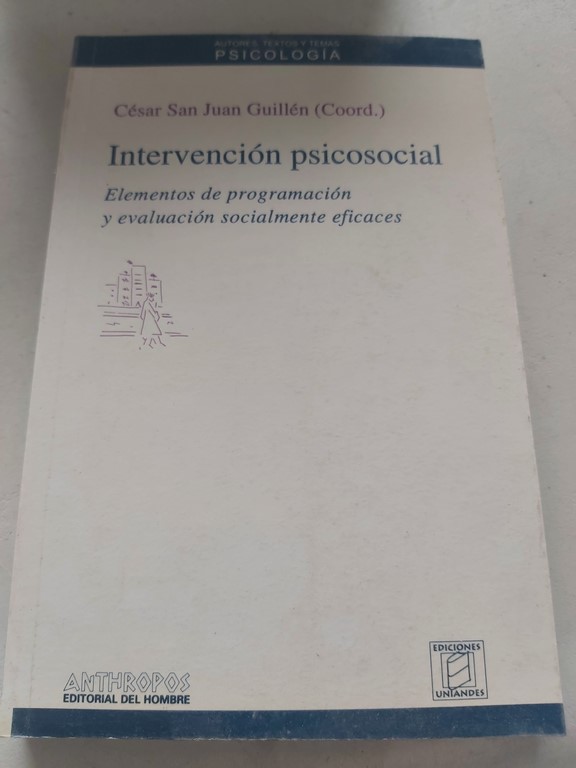 AUTORES, TEXTOS Y TEMAS
PSICOLOGÍA
César San Juan Guillén (Coord.)
Intervención psicosocial
Elementos de programación
y evaluación socialmente eficaces
ANTHROPOS
EDITORIAL DEL HOMBRE
EDICIONES
UNIANDES